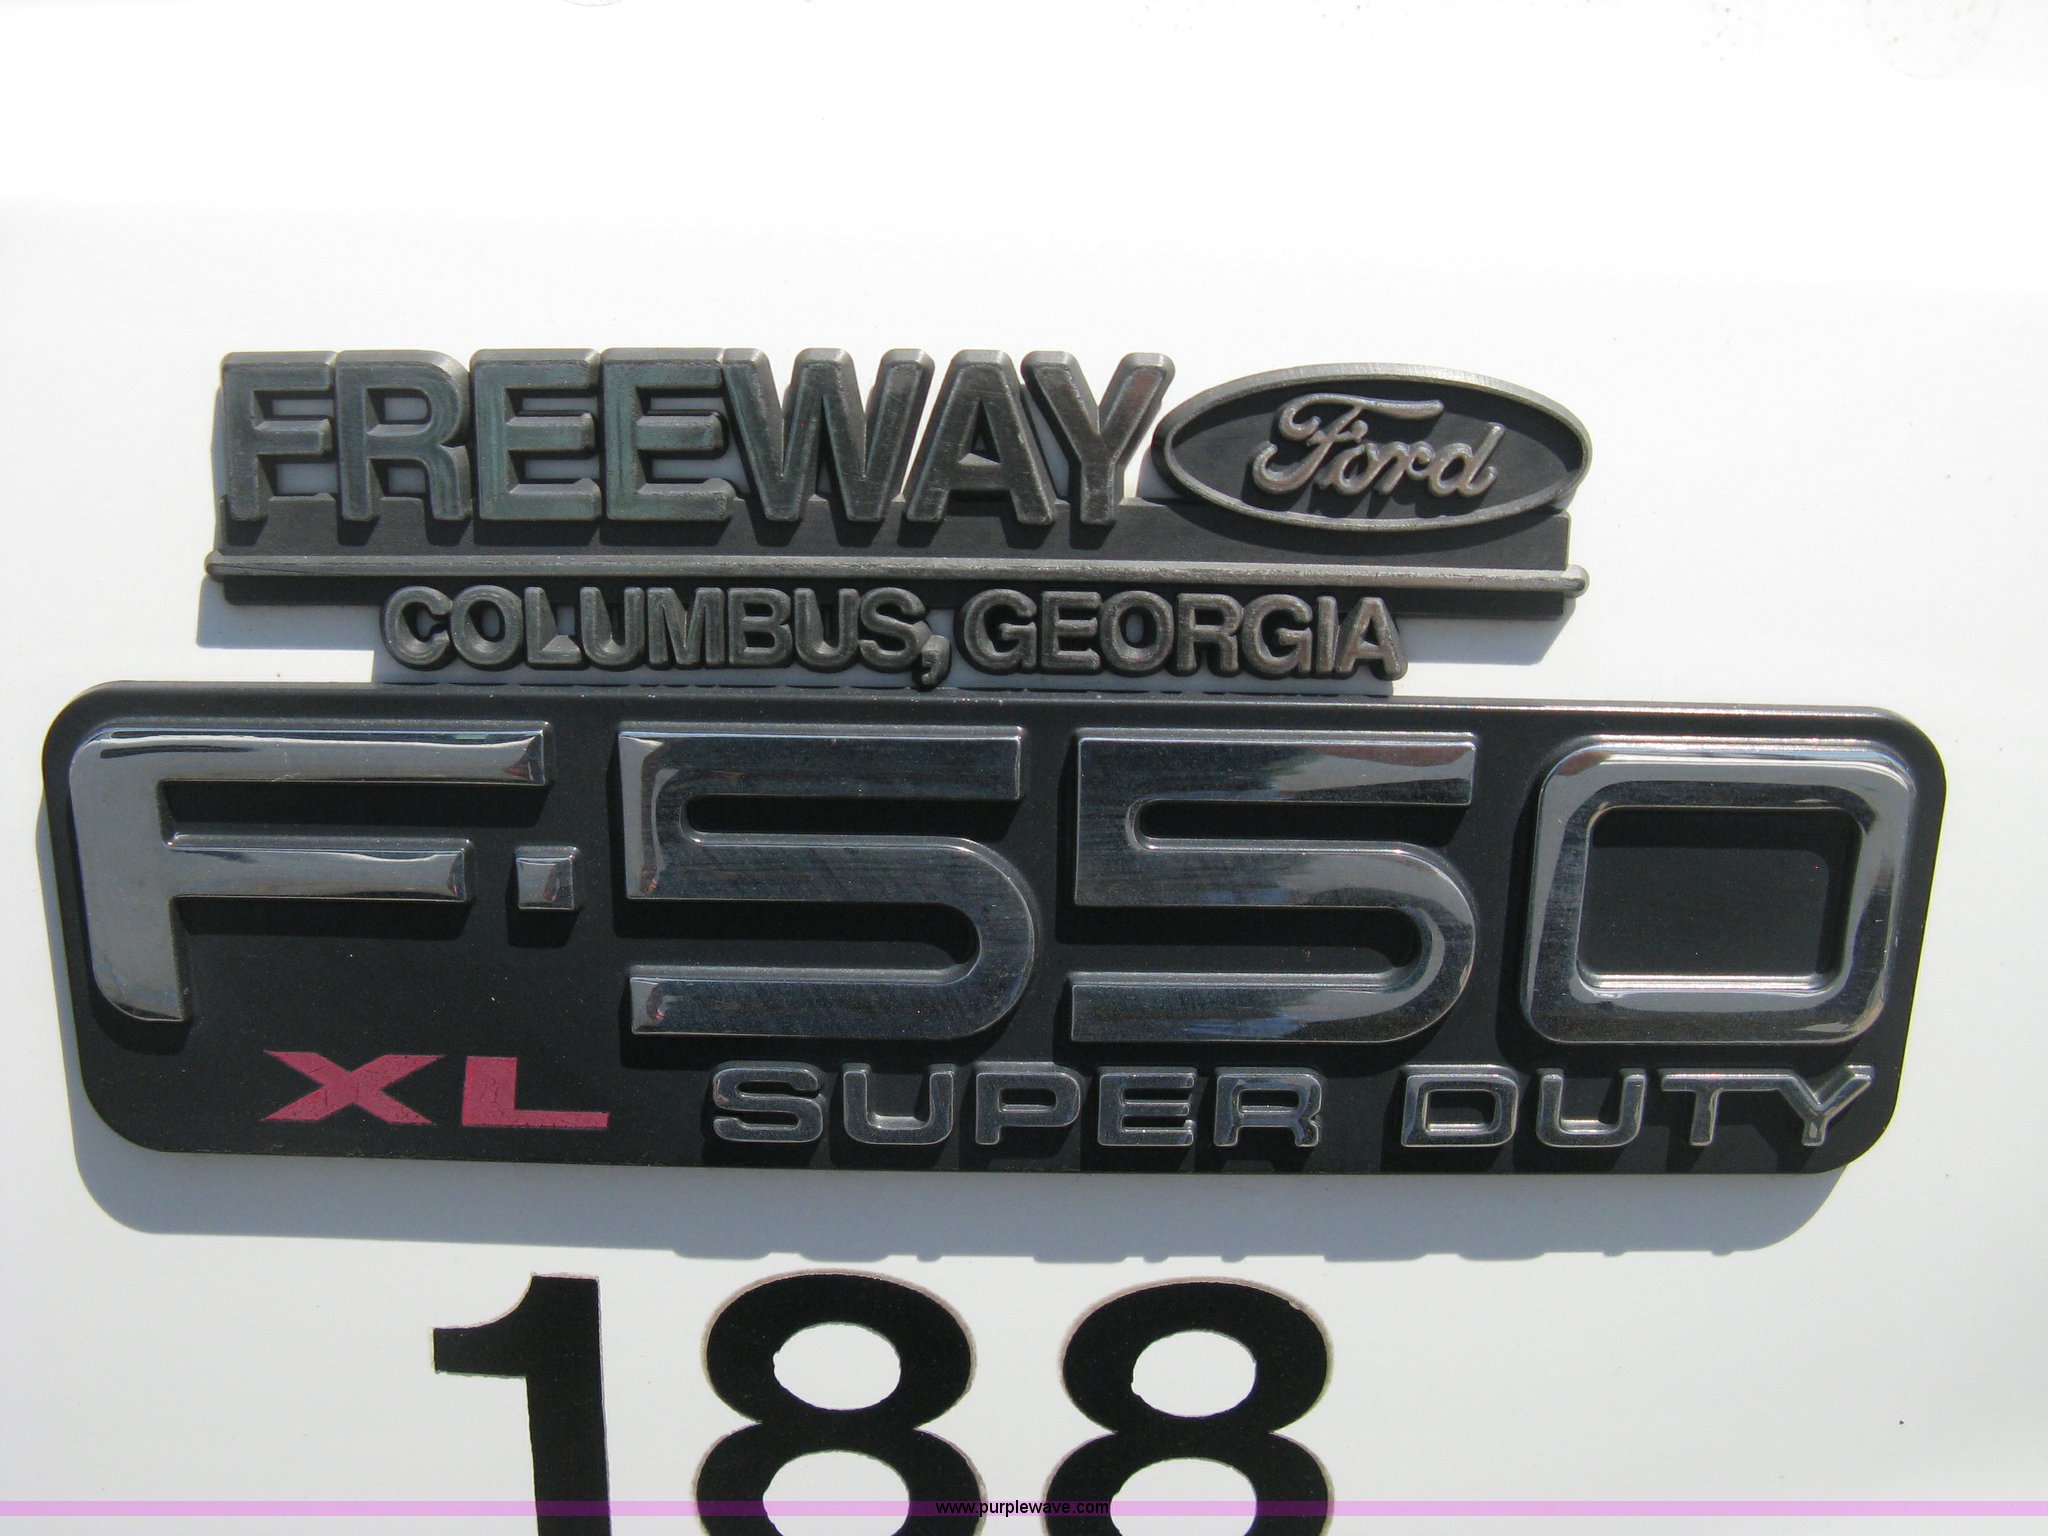 FREEWAY Ford
COLUMBUS, GEORGIA
F-550
XL SUPER DUTY
188
www.purplewave.com